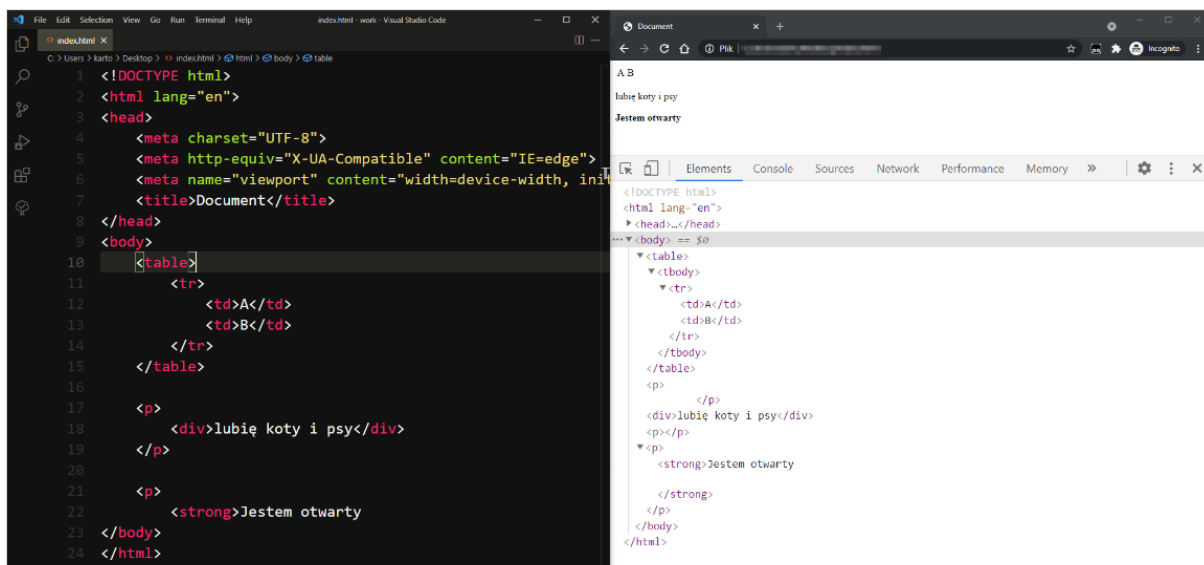 File Edit Selection View Go Run Terminal Help index.html - work - Visual Studio Code
index.html
C: > Users > karto > Desktop > index.html > html > body > table
1 <!DOCTYPE html>
2 <html lang="en">
3 <head>
4 <meta charset="UTF-8">
5 <meta http-equiv="X-UA-Compatible" content="IE=edge">
6 <meta name="viewport" content="width=device-width, init
7 <title>Document</title>
8 </head>
9 <body>
10 <table>
11 <tr>
12 <td>A</td>
13 <td>B</td>
14 </tr>
15 </table>
16
17 <p>
18 <div>lubię koty i psy</div>
19 </p>
20
21 <p>
22 <strong>Jestem otwarty
23 </body>
24 </html>
Document
Plik
Incognito
A B
lubię koty i psy
Jestem otwarty
Elements Console Sources Network Performance Memory »
<!DOCTYPE html>
<html lang="en">
<head>…</head>
<body> == $0
<table>
<tbody>
<tr>
<td>A</td>
<td>B</td>
</tr>
</tbody>
</table>
<p>
</p>
<div>lubię koty i psy</div>
<p></p>
<p>
<strong>Jestem otwarty
</strong>
</p>
</body>
</html>